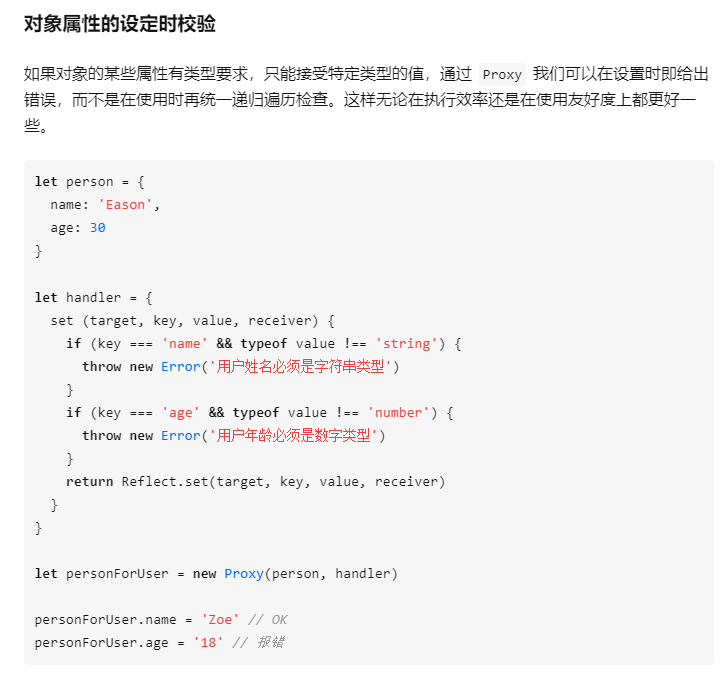 对象属性的设定时校验
如果对象的某些属性有类型要求，只能接受特定类型的值，通过 Proxy 我们可以在设置时即给出
错误，而不是在使用时再统一递归遍历检查。这样无论在执行效率还是在使用友好度上都更好一
些。
let person = {
  name: 'Eason',
  age: 30
}
let handler = {
  set (target, key, value, receiver) {
    if (key === 'name' && typeof value !== 'string') {
      throw new Error('用户姓名必须是字符串类型')
    }
    if (key === 'age' && typeof value !== 'number') {
      throw new Error('用户年龄必须是数字类型')
    }
    return Reflect.set(target, key, value, receiver)
  }
}
let personForUser = new Proxy(person, handler)
personForUser.name = 'Zoe' // OK
personForUser.age = '18' // 报错